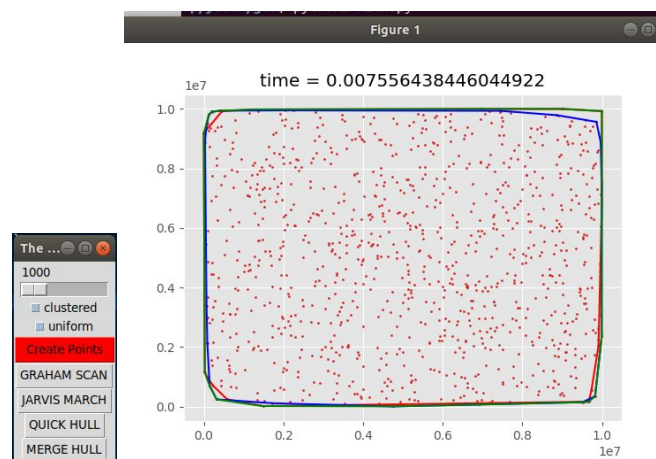 Figure 1
time = 0.007556438446044922
1e7
1.0
0.8
0.6
0.4
0.2
0.0
0.0 0.2 0.4 0.6 0.8 1.0
1e7
The ...
1000
clustered
uniform
Create Points
GRAHAM SCAN
JARVIS MARCH
QUICK HULL
MERGE HULL